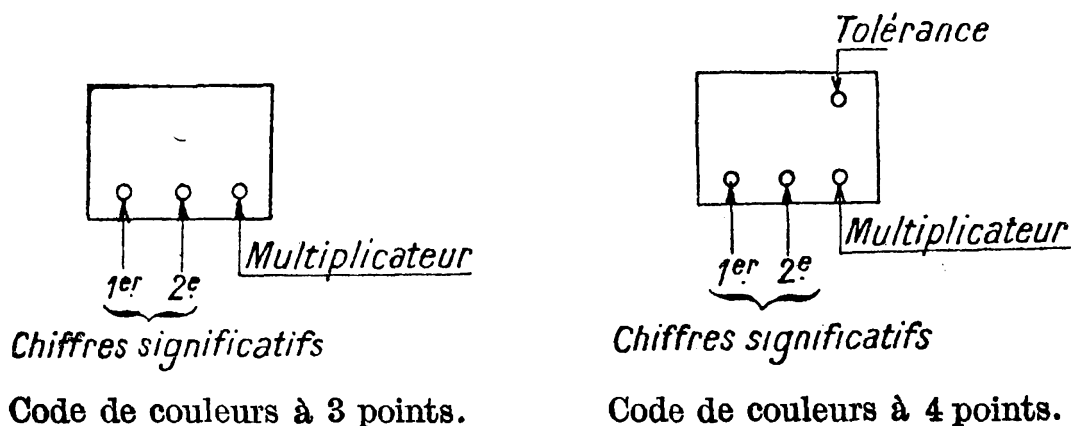 Multiplicateur
1er 2e
Chiffres significatifs
Code de couleurs à 3 points.
Tolérance
Multiplicateur
1er 2e
Chiffres significatifs
Code de couleurs à 4 points.